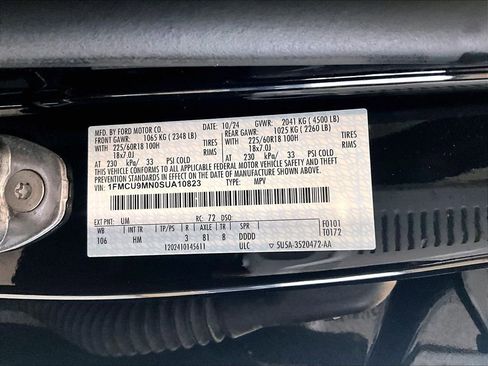 MFD. BY FORD MOTOR CO. 10/24 GVWR: 2041 KG ( 4500 LB)
FRONT GAWR: 1065 KG ( 2348 LB) REAR GAWR: 1025 KG ( 2260 LB)
WITH 225/60R18 100H WITH 225/60R18 100H
TIRES 18x7.0J TIRES 18x7.0J
RIMS RIMS
AT 230 kPa/ 33 PSI COLD AT 230 kPa/ 33 PSI COLD
THIS VEHICLE CONFORMS TO ALL APPLICABLE FEDERAL MOTOR VEHICLE SAFETY AND
THEFT PREVENTION STANDARDS IN EFFECT ON THE DATE OF MANUFACTURE SHOWN ABOVE.
VIN: 1FMCU9MN0SUA10823 TYPE: MPV
EXT PNT: UM RC: 72 DSO: F0101
WB INT TR TP/PS R AXLE TR SPR T0172
106 HM 3 81 8 DDDD
1202410145611 ULC ▽ 5U5A-3520472-AA